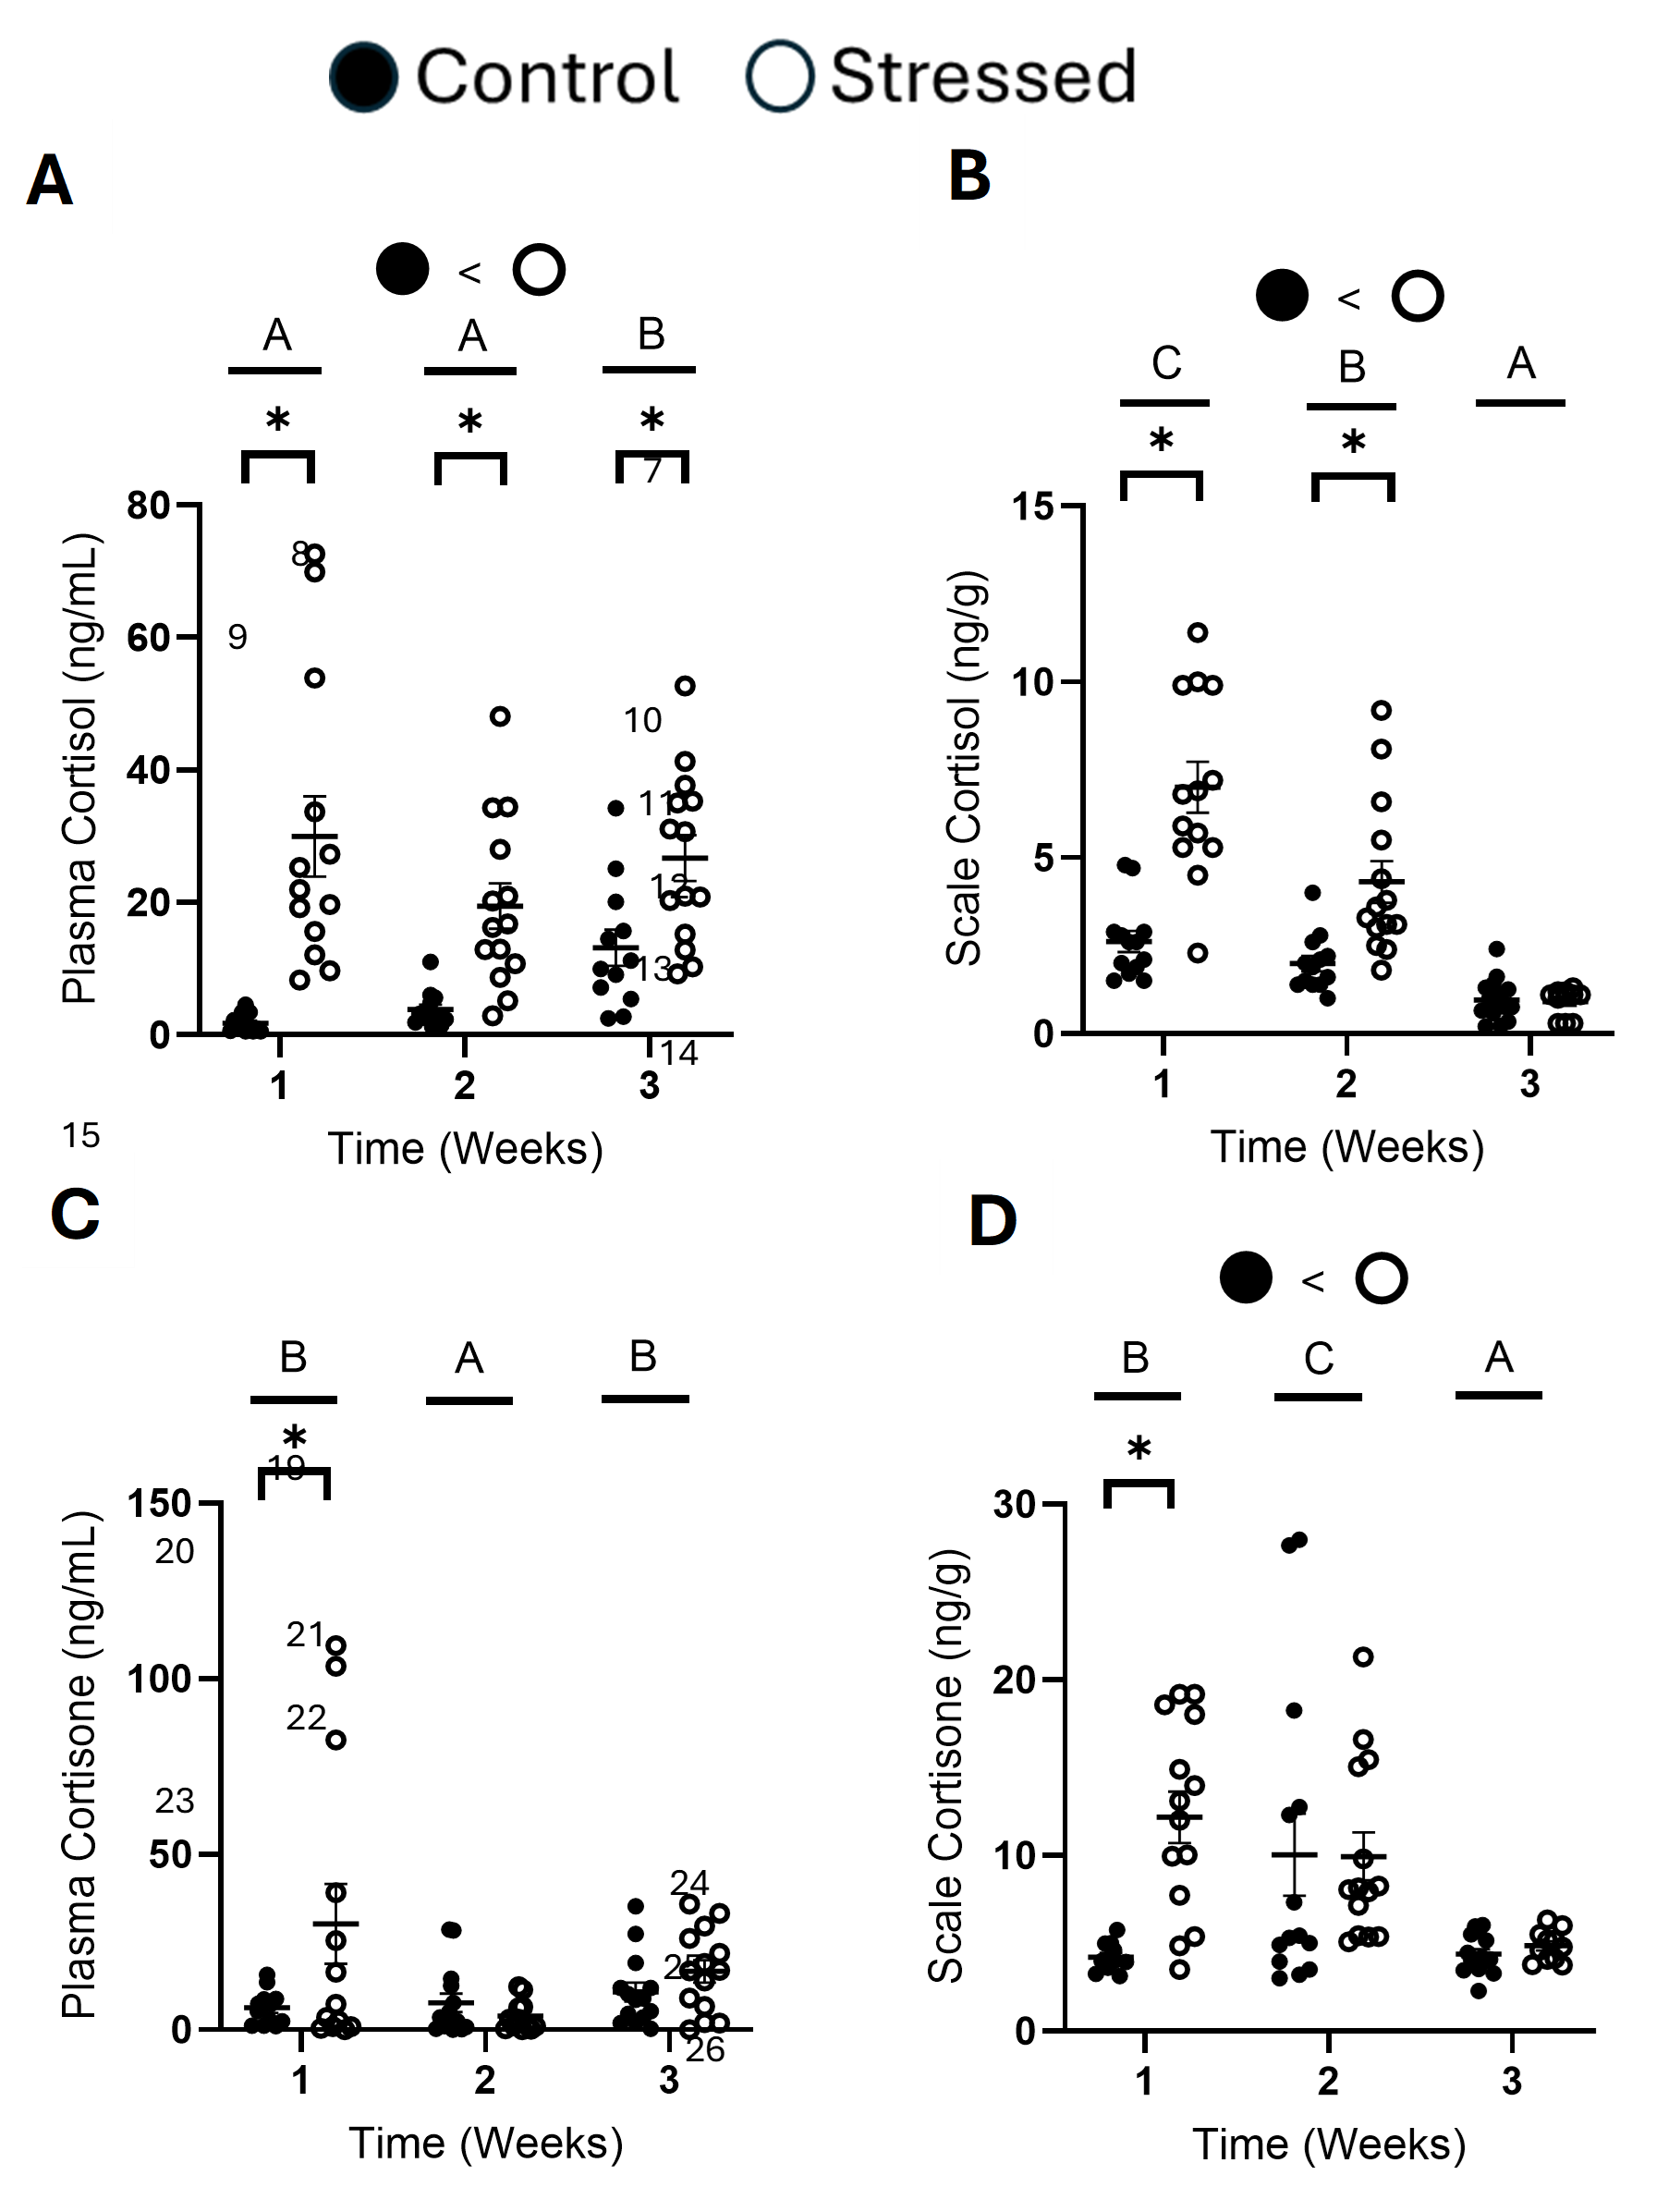 Control Stressed
A
<
A A B
* * *
7
80
8
60
9
40
10
11
20
12
13
0
14
1 2 3
Plasma Cortisol (ng/mL)
Time (Weeks)
15
B
<
C B A
* *
15
10
5
0
1 2 3
Scale Cortisol (ng/g)
Time (Weeks)
C
B A B
*
19
150
20
21
100
22
23
50
24
25
0
26
1 2 3
Plasma Cortisone (ng/mL)
Time (Weeks)
D
<
B C A
*
30
20
10
0
1 2 3
Scale Cortisone (ng/g)
Time (Weeks)